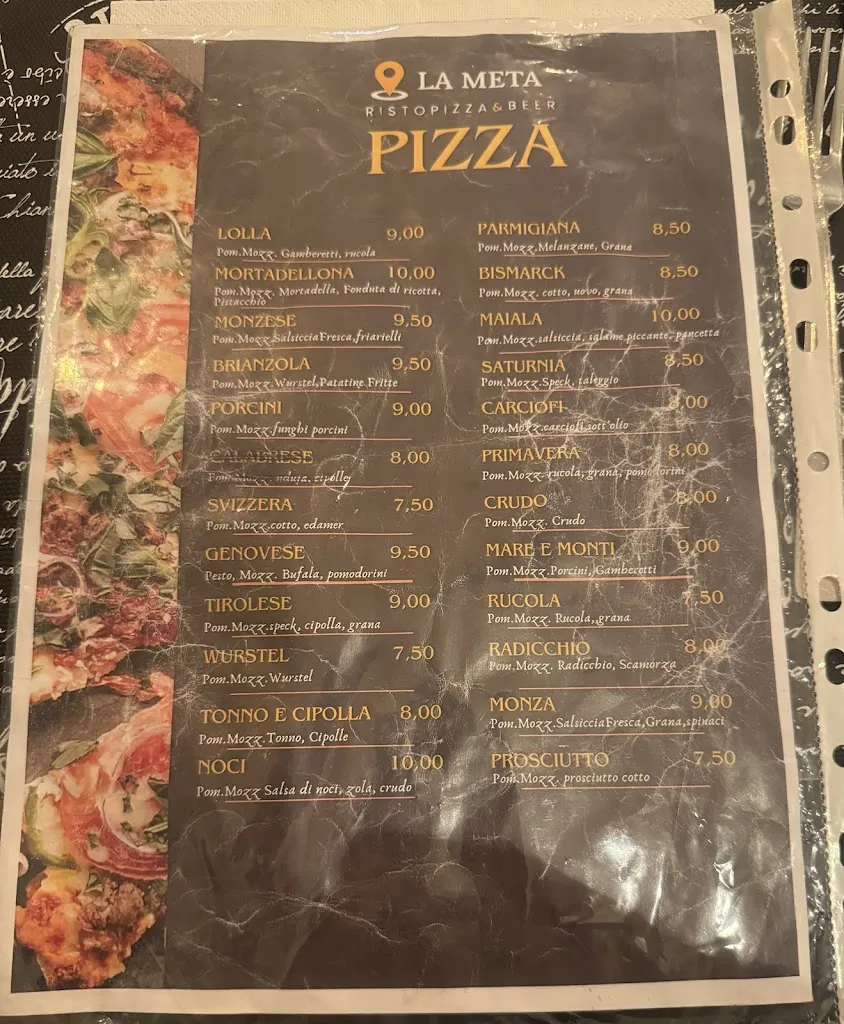 LA META
RISTOPIZZA&BEER
PIZZA
LOLLA 9,00
Pom.Mozz. Gamberetti, rucola
MORTADELLONA 10,00
Pom.Mozz. Mortadella, Fonduta di ricotta,
Pistacchio
MONZESE 9,50
Pom.Mozz.SalsicciaFresca,friarielli
BRIANZOLA 9,50
Pom.Mozz.Wurstel,Patatine Fritte
PORCINI 9,00
Pom.Mozz.funghi porcini
CALABRESE 8,00
Pom.Mozz. nduja, cipolle
SVIZZERA 7,50
Pom.Mozz.cotto, edamer
GENOVESE 9,50
Pesto, Mozz. Bufala, pomodorini
TIROLESE 9,00
Pom.Mozz.speck, cipolla, grana
WURSTEL 7,50
Pom.Mozz.Wurstel
TONNO E CIPOLLA 8,00
Pom.Mozz.Tonno, Cipolle
NOCI 10,00
Pom.Mozz Salsa di noci, zola, crudo
PARMIGIANA 8,50
Pom.Mozz.Melanzane, Grana
BISMARCK 8,50
Pom.Mozz. cotto, uovo, grana
MAIALA 10,00
Pom.Mozz.salsiccia, salame piccante, pancetta
SATURNIA 8,50
Pom.Mozz.Speck, taleggio
CARCIOFI 8,00
Pom.Mozz.carciofi sott'olio
PRIMAVERA 8,00
Pom.Mozz. rucola, grana, pomodorini
CRUDO 8,00
Pom.Mozz. Crudo
MARE E MONTI 9,00
Pom.Mozz.Porcini, Gamberetti
RUCOLA 7,50
Pom.Mozz. Rucola,,grana
RADICCHIO 8,00
Pom.Mozz. Radicchio, Scamorza
MONZA 9,00
Pom.Mozz.SalsicciaFresca,Grana,spinaci
PROSCIUTTO 7,50
Pom.Mozz. prosciutto cotto